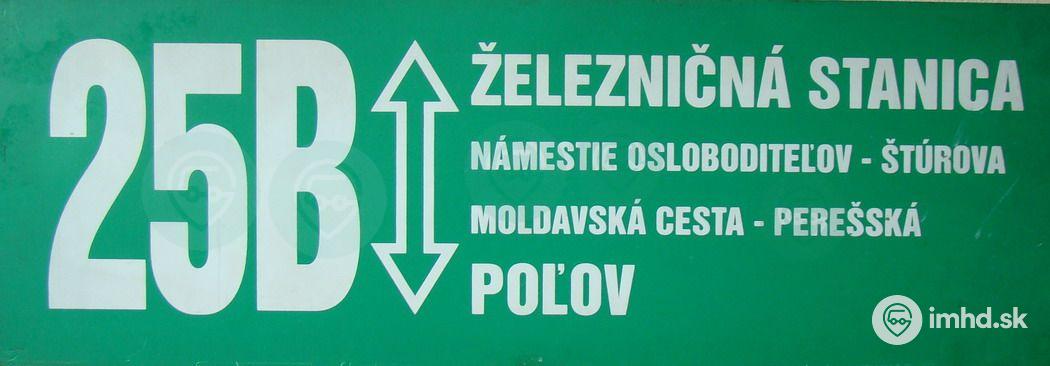 25B
ŽELEZNIČNÁ STANICA
NÁMESTIE OSLOBODITEĽOV - ŠTÚROVA
MOLDAVSKÁ CESTA - PEREŠSKÁ
POĽOV
imhd.sk